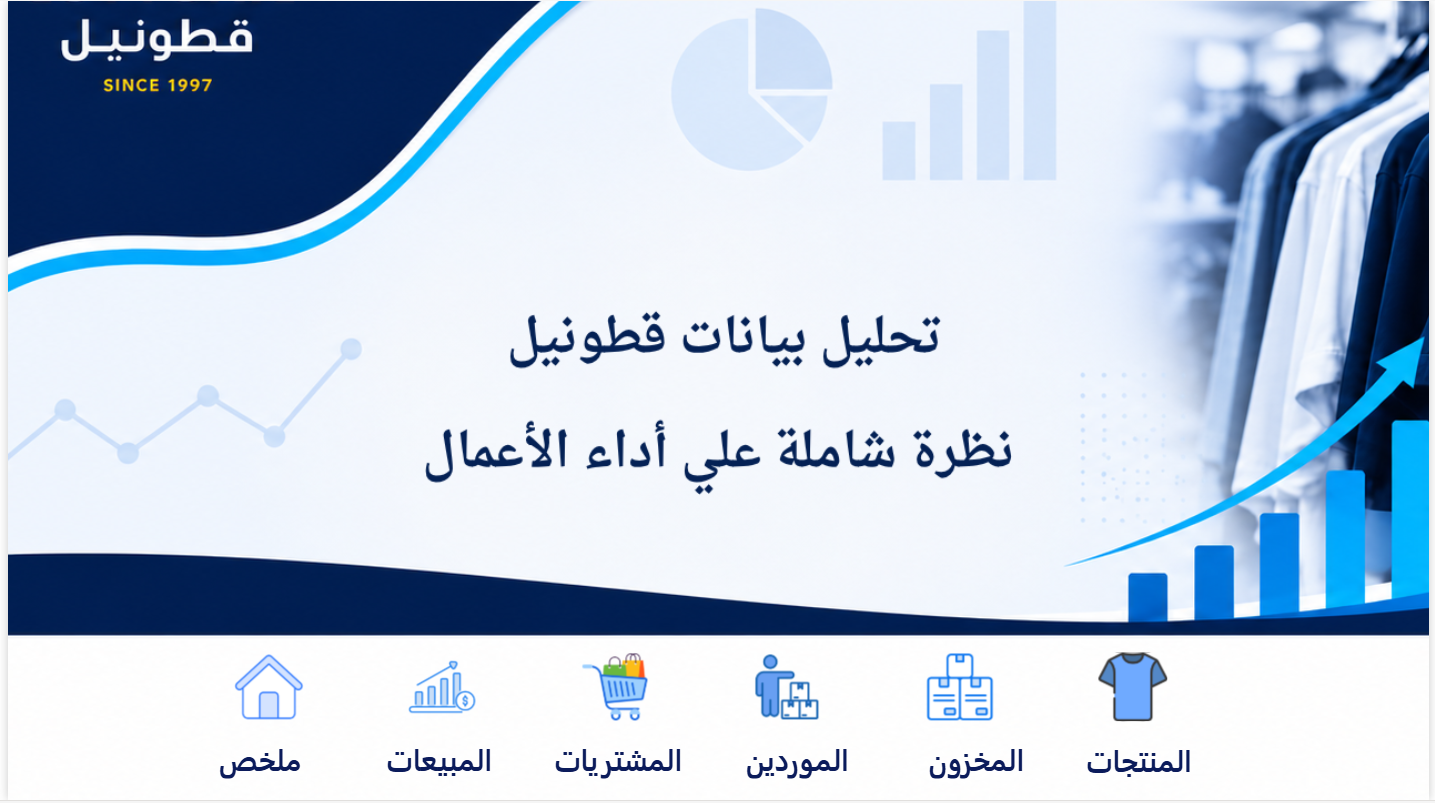 قطونيل
SINCE 1997
تحليل بيانات قطونيل
نظرة شاملة علي أداء الأعمال
المنتجات
المخزون
الموردين
المشتريات
المبيعات
ملخص